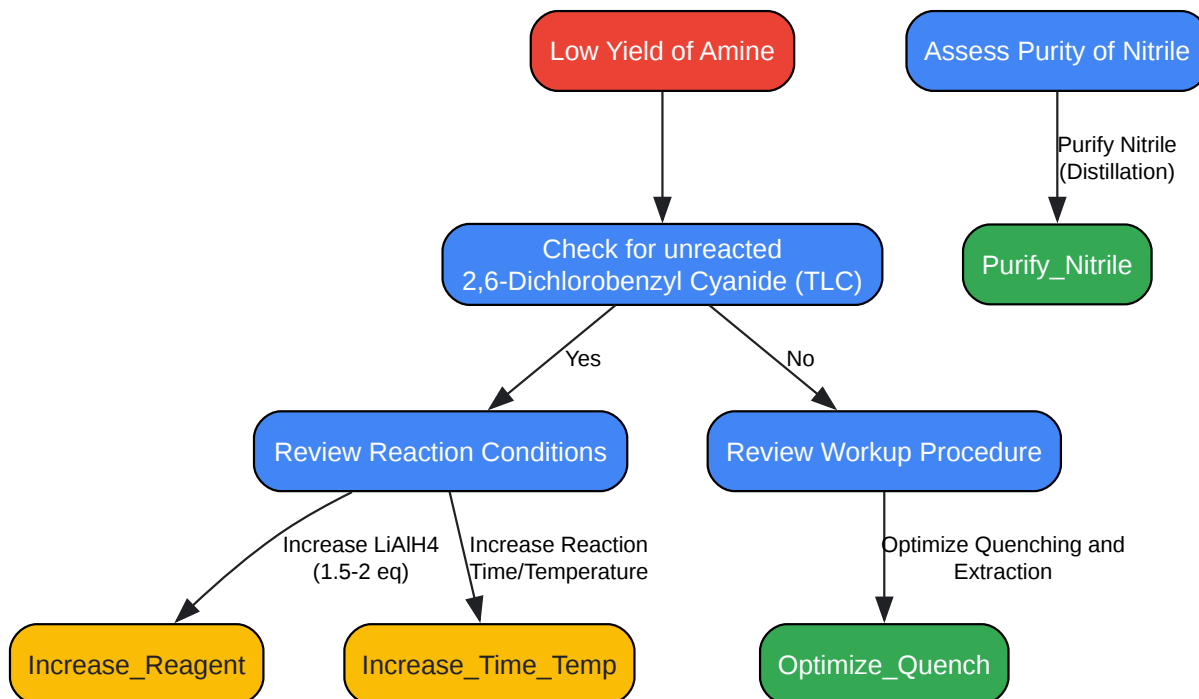 Low Yield of Amine
Assess Purity of Nitrile
Purify Nitrile
(Distillation)
Check for unreacted
2,6-Dichlorobenzyl Cyanide (TLC)
Purify_Nitrile
Yes
No
Review Reaction Conditions
Review Workup Procedure
Increase LiAlH4
(1.5-2 eq)
Increase Reaction
Time/Temperature
Optimize Quenching and
Extraction
Increase_Reagent
Increase_Time_Temp
Optimize_Quench